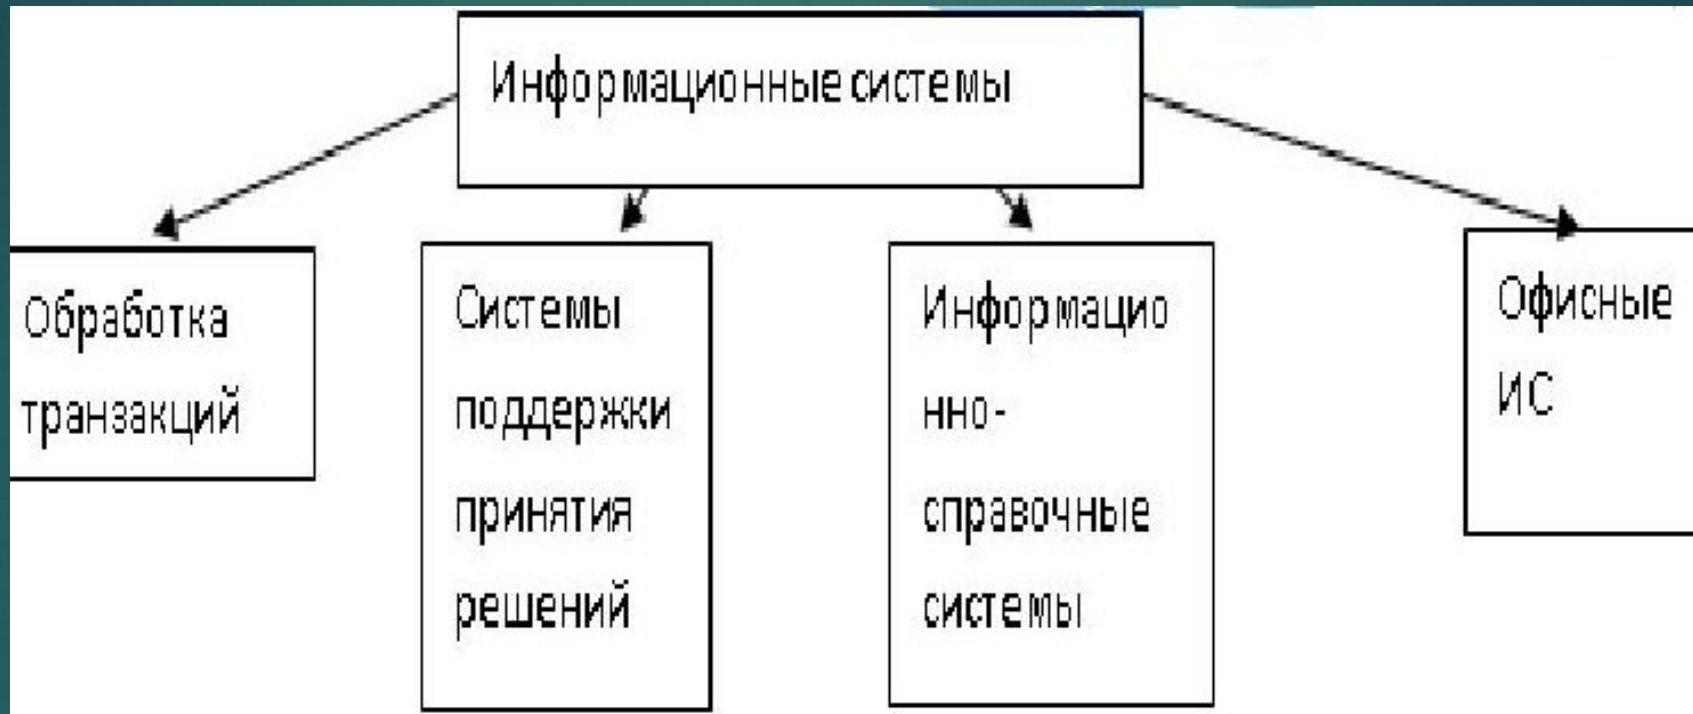 Информационные системы
Обработка
транзакций
Системы
поддержки
принятия
решений
Информацио
нно-
справочные
системы
Офисные
ИС